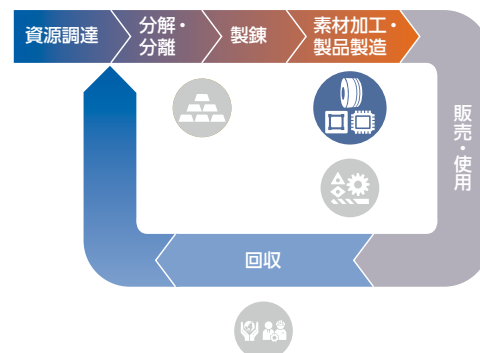 資源調達
分解・
分離
製錬
素材加工・
製品製造
販売・使用
回収